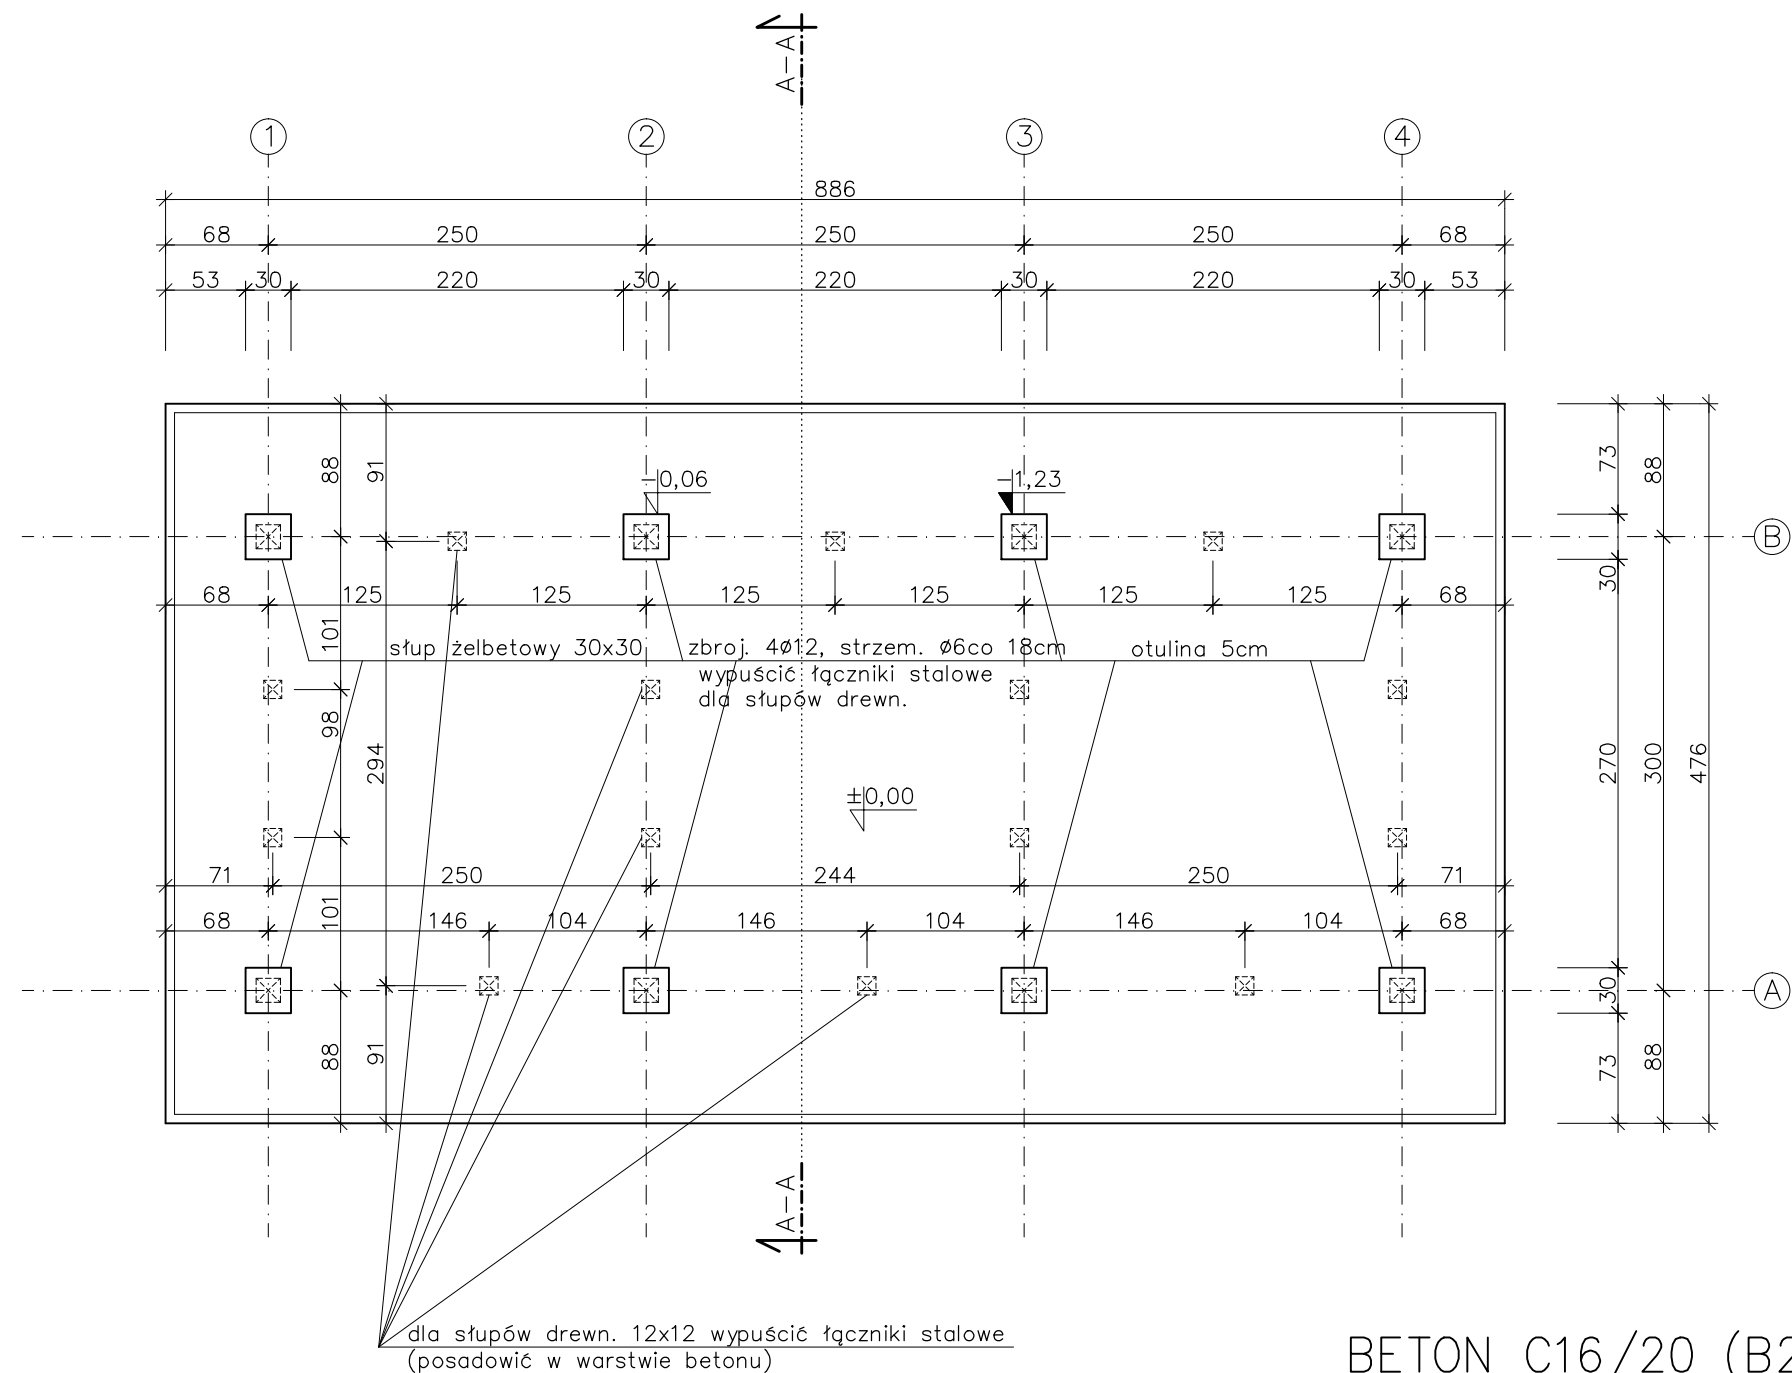 A-A
1 2 3 4
886
68 250 250 250 68
53 30 220 30 220 30 220 30 53
88 91 73 88
-0,06 -1,23
B
30
68 125 125 125 125 125 125 68
101
słup żelbetowy 30x30 zbroj. 4ø12, strzem. ø6co 18cm otulina 5cm
wypuścić łączniki stalowe
dla słupów drewn.
98 294 270 300 476
±0,00
71 250 244 250 71
101
68 146 104 146 104 146 104 68
30
A
88 91 73 88
A-A
dla słupów drewn. 12x12 wypuścić łączniki stalowe
(posadowić w warstwie betonu)
BETON C16/20 (B2